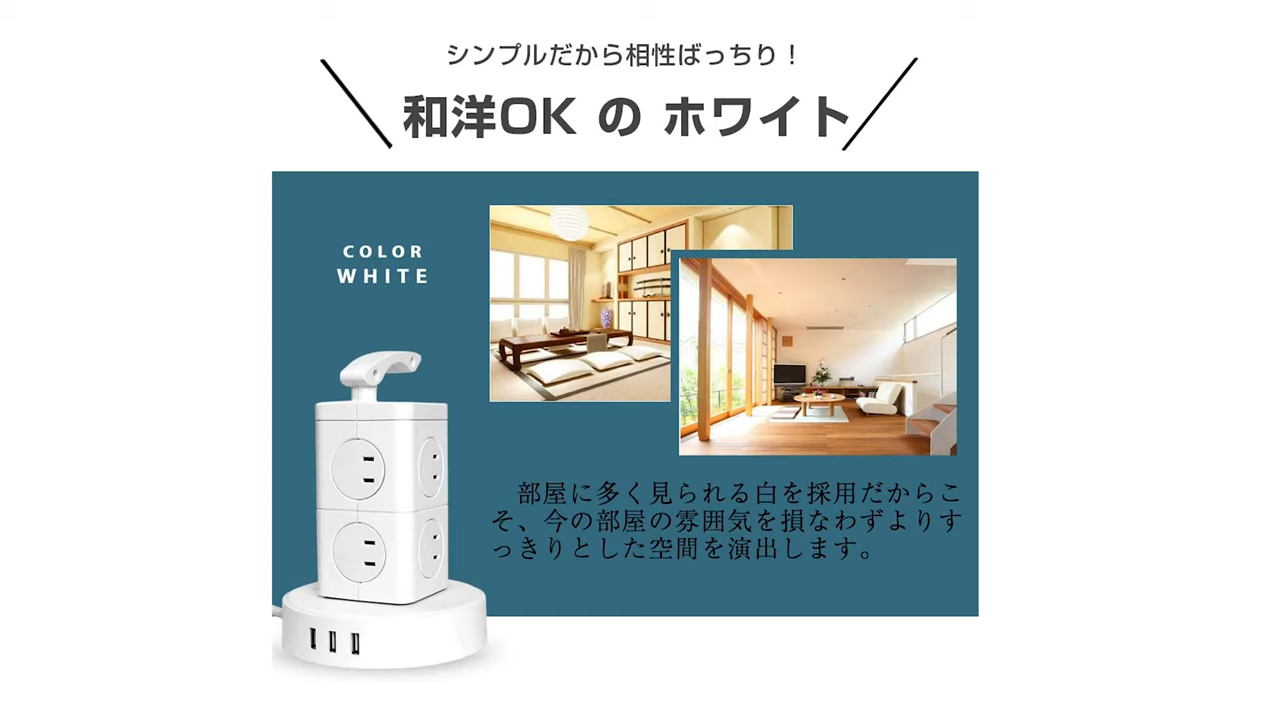 シンプルだから相性ばっちり！
和洋OK の ホワイト
COLOR
WHITE
部屋に多く見られる白を採用だからこ
そ、今の部屋の雰囲気を損なわずよりす
っきりとした空間を演出します。